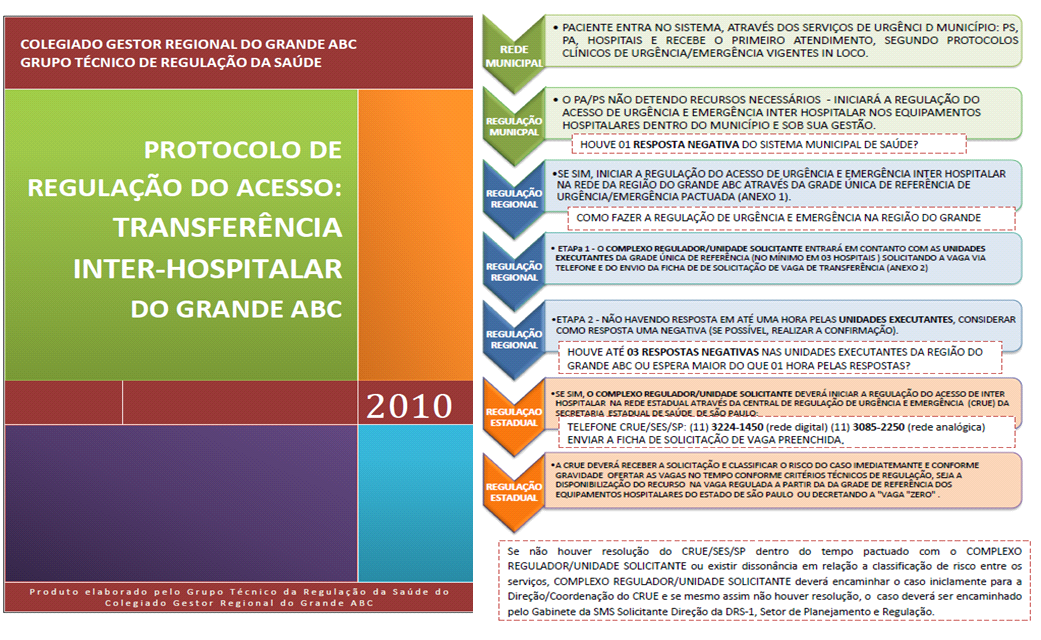 COLEGIADO GESTOR REGIONAL DO GRANDE ABC
GRUPO TÉCNICO DE REGULAÇÃO DA SAÚDE
PROTOCOLO DE
REGULAÇÃO DO ACESSO:
TRANSFERÊNCIA
INTER-HOSPITALAR
DO GRANDE ABC
2010
Produto elaborado pelo Grupo Técnico da Regulação da Saúde do
Colegiado Gestor Regional do Grande ABC
REDE
MUNICIPAL
• PACIENTE ENTRA NO SISTEMA, ATRAVÉS DOS SERVIÇOS DE URGÊNCI D MUNICÍPIO: PS,
PA, HOSPITAIS E RECEBE O PRIMEIRO ATENDIMENTO, SEGUNDO PROTOCOLOS
CLÍNICOS DE URGÊNCIA/EMERGÊNCIA VIGENTES IN LOCO.
REGULAÇÃO
MUNICPAL
• O PA/PS NÃO DETENDO RECURSOS NECESSÁRIOS - INICIARÁ A REGULAÇÃO DO
ACESSO DE URGÊNCIA E EMERGÊNCIA INTER HOSPITALAR NOS EQUIPAMENTOS
HOSPITALARES DENTRO DO MUNICÍPIO E SOB SUA GESTÃO.
HOUVE 01 RESPOSTA NEGATIVA DO SISTEMA MUNICIPAL DE SAÚDE?
REGULAÇÃO
REGIONAL
•SE SIM, INICIAR A REGULAÇÃO DO ACESSO DE URGÊNCIA E EMERGÊNCIA INTER HOSPITALAR
NA REDE DA REGIÃO DO GRANDE ABC ATRAVÉS DA GRADE ÚNICA DE REFERÊNCIA DE
URGÊNCIA/EMERGÊNCIA PACTUADA (ANEXO 1).
COMO FAZER A REGULAÇÃO DE URGÊNCIA E EMERGÊNCIA NA REGIÃO DO GRANDE
REGULAÇÃO
REGIONAL
• ETAPa 1 - O COMPLEXO REGULADOR/UNIDADE SOLICITANTE ENTRARÁ EM CONTANTO COM AS UNIDADES
EXECUTANTES DA GRADE ÚNICA DE REFERÊNCIA (NO MÍNIMO EM 03 HOSPITAIS ) SOLICITANDO A VAGA VIA
TELEFONE E DO ENVIO DA FICHA DE DE SOLICITAÇÃO DE VAGA DE TRANSFERÊNCIA (ANEXO 2)
REGULAÇÃO
REGIONAL
•ETAPA 2 - NÃO HAVENDO RESPOSTA EM ATÉ UMA HORA PELAS UNIDADES EXECUTANTES, CONSIDERAR
COMO RESPOSTA UMA NEGATIVA (SE POSSÍVEL, REALIZAR A CONFIRMAÇÃO).
HOUVE ATÉ 03 RESPOSTAS NEGATIVAS NAS UNIDADES EXECUTANTES DA REGIÃO DO
GRANDE ABC OU ESPERA MAIOR DO QUE 01 HORA PELAS RESPOSTAS?
REGULAÇAO
ESTADUAL
•SE SIM, O COMPLEXO REGULADOR/UNIDADE SOLICITANTE DEVERÁ INICIAR A REGULAÇÃO DO ACESSO DE INTER
HOSPITALAR NA REDE ESTADUAL ATRAVÉS DA CENTRAL DE REGULAÇÃO DE URGÊNCIA E EMERGÊNCIA (CRUE) DA
SECRETARIA ESTADUAL DE SAÚDE DE SÃO PAULO:
TELEFONE CRUE/SES/SP: (11) 3224-1450 (rede digital) (11) 3085-2250 (rede analógica)
ENVIAR A FICHA DE SOLICITAÇÃO DE VAGA PREENCHIDA.
REGULAÇÃO
ESTADUAL
•A CRUE DEVERÁ RECEBER A SOLICITAÇÃO E CLASSIFICAR O RISCO DO CASO IMEDIATEMANTE E CONFORME
GRAVIDADE OFERTAR AS VAGAS NO TEMPO CONFORME CRITÉRIOS TÉCNICOS DE REGULAÇÃO, SEJA A
DISPONIBILIZAÇÃO DO RECURSO NA VAGA REGULADA A PARTIR DA DA GRADE DE REFERÊNCIA DOS
EQUIPAMENTOS HOSPITALARES DO ESTADO DE SÃO PAULO OU DECRETANDO A "VAGA "ZERO" .
Se não houver resolução do CRUE/SES/SP dentro do tempo pactuado com o COMPLEXO
REGULADOR/UNIDADE SOLICITANTE ou existir dissonância em relação a classificação de risco entre os
serviços, COMPLEXO REGULADOR/UNIDADE SOLICITANTE deverá encaminhar o caso inicialmente para a
Direção/Coordenação do CRUE e se mesmo assim não houver resolução, o caso deverá ser encaminhado
pelo Gabinete da SMS Solicitante Direção da DRS-1, Setor de Planejamento e Regulação.